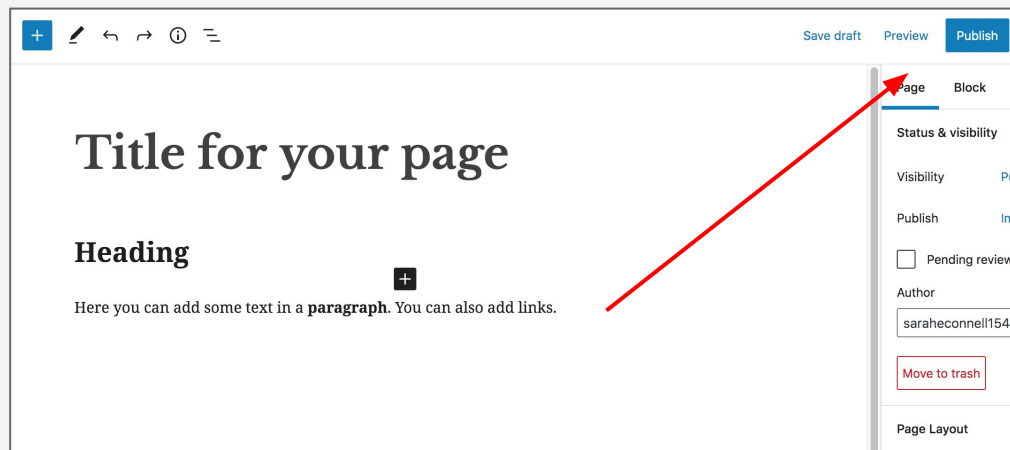 Save draft Preview Publish
Page Block
Title for your page
Status & visibility
Visibility
Publish
Heading
Pending review
Here you can add some text in a paragraph. You can also add links.
Author
saraheconnell154
Move to trash
Page Layout